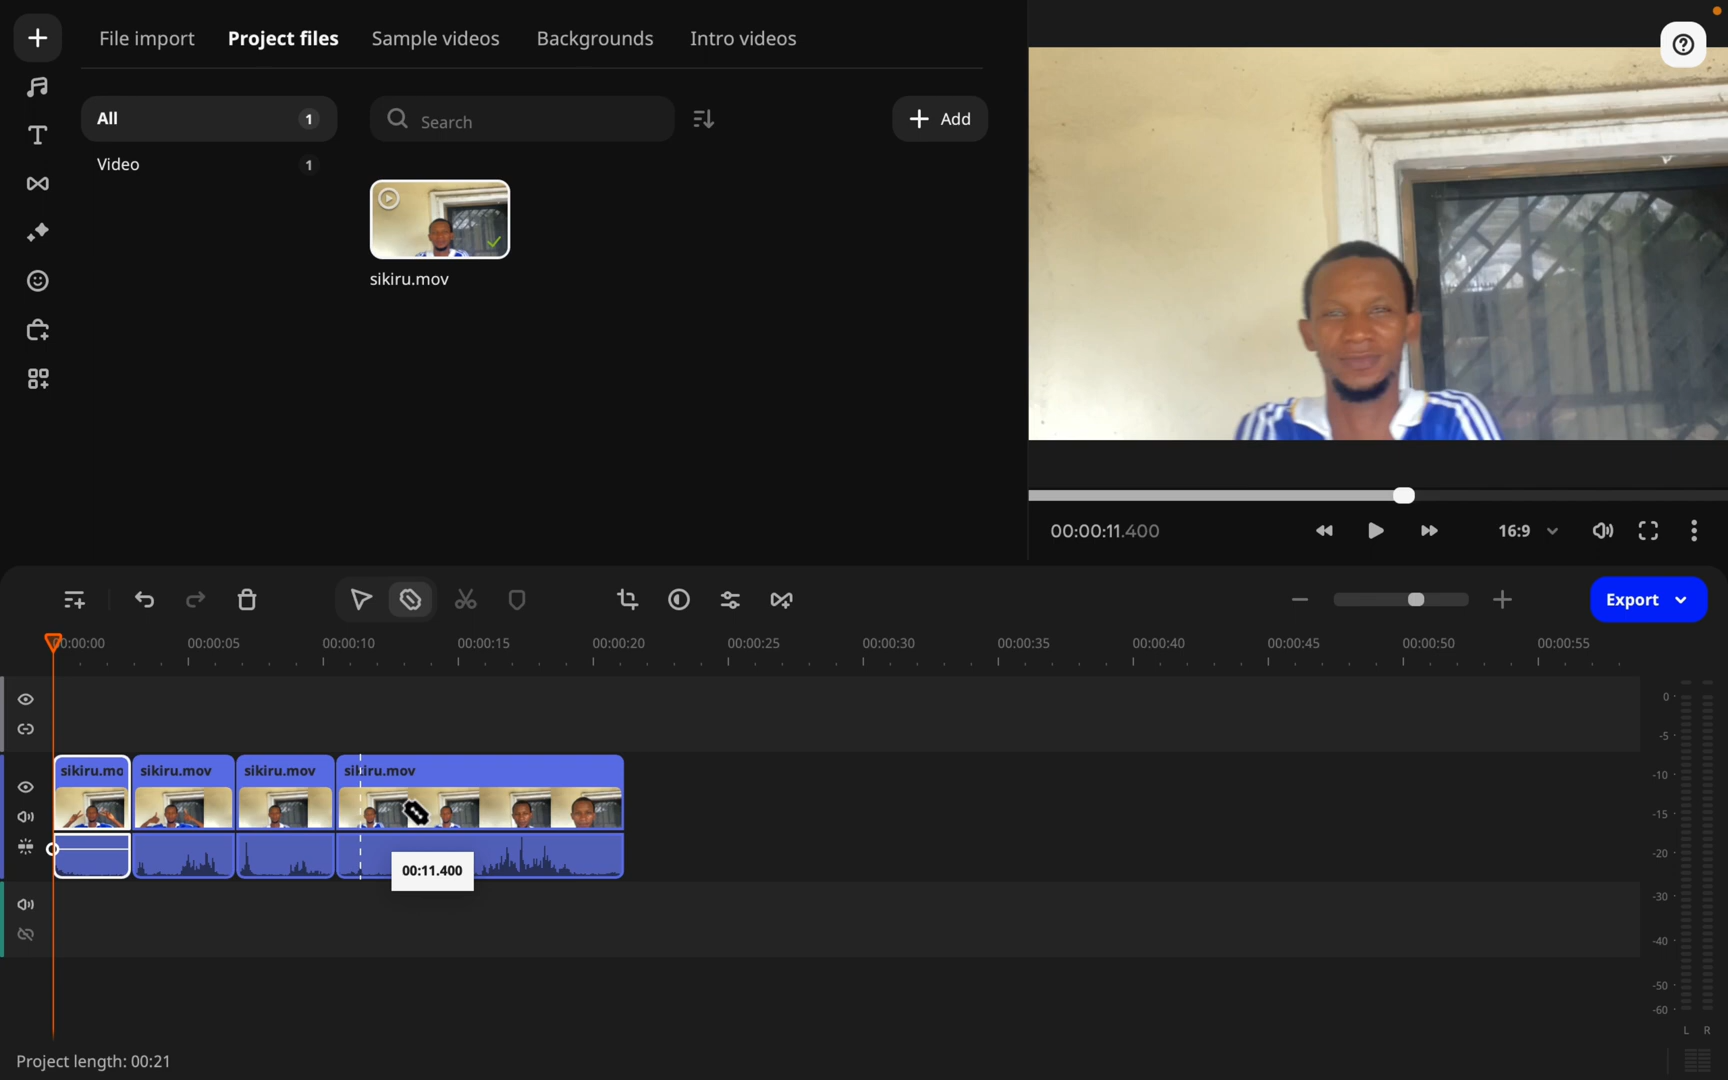 File import
Project files
Sample videos
Backgrounds
Intro videos
All
1
Search
Add
Video
1
sikiru.mov
00:00:11.400
16:9
Export
00:00:00
00:00:05
00:00:10
00:00:15
00:00:20
00:00:25
00:00:30
00:00:35
00:00:40
00:00:45
00:00:50
00:00:55
sikiru.mo
sikiru.mov
sikiru.mov
sikiru.mov
00:11.400
0
-5
-10
-15
-20
-30
-40
-50
-60
L R
Project length: 00:21